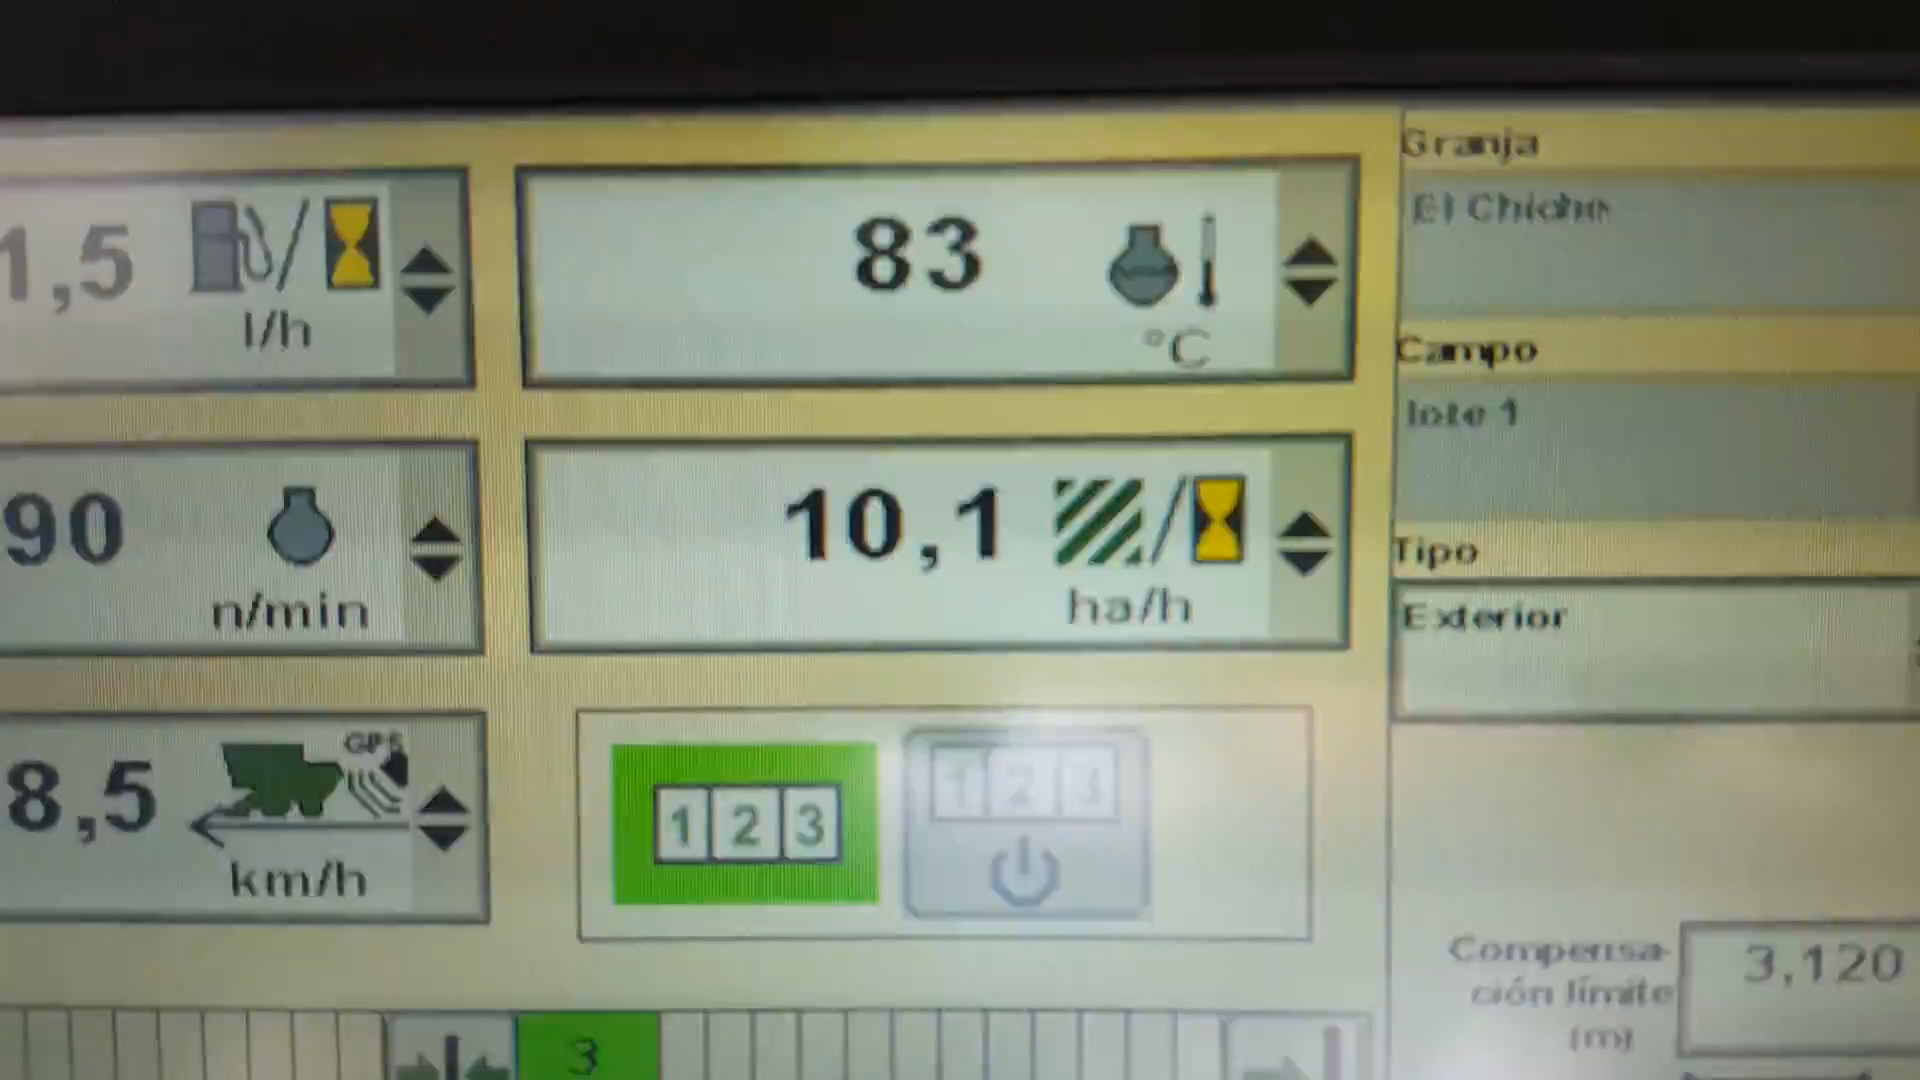 Granja
1,5
83
l/h
°C
Campo
lote 1
90
10,1
n/min
ha/h
Tipo
Exterior
GPS
8,5
km/h
1 2 3
1 2 3
Compensa-
ción límite
(m)
3,120
3